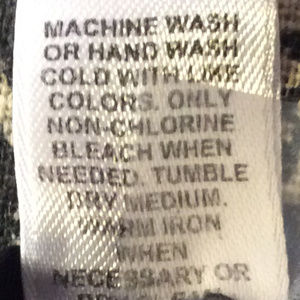 MACHINE WASH
OR HAND WASH
COLD WITH LIKE
COLORS. ONLY
NON-CHLORINE
BLEACH WHEN
NEEDED. TUMBLE
DRY MEDIUM.
WARM IRON
WHEN
NECESSARY OR